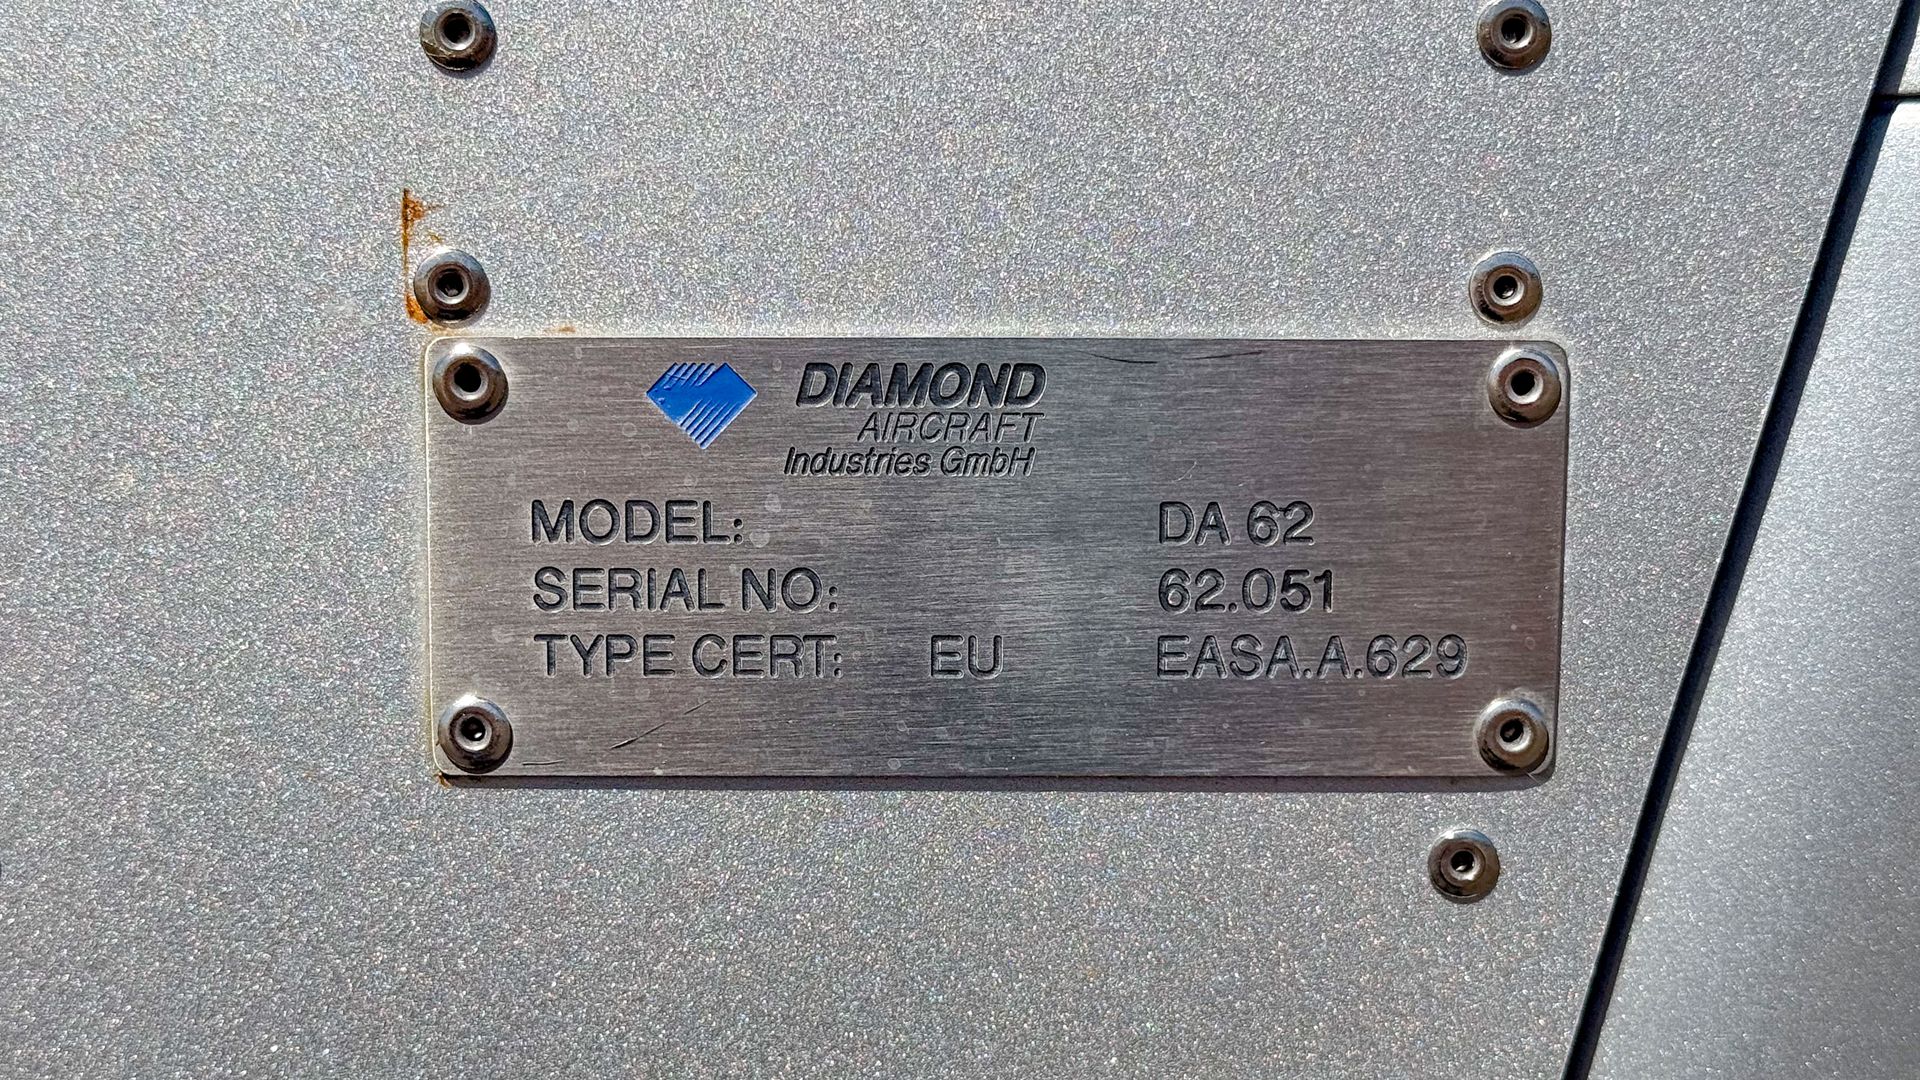 DIAMOND
AIRCRAFT
Industries GmbH
MODEL: DA 62
SERIAL NO: 62.051
TYPE CERT: EU EASA.A.629